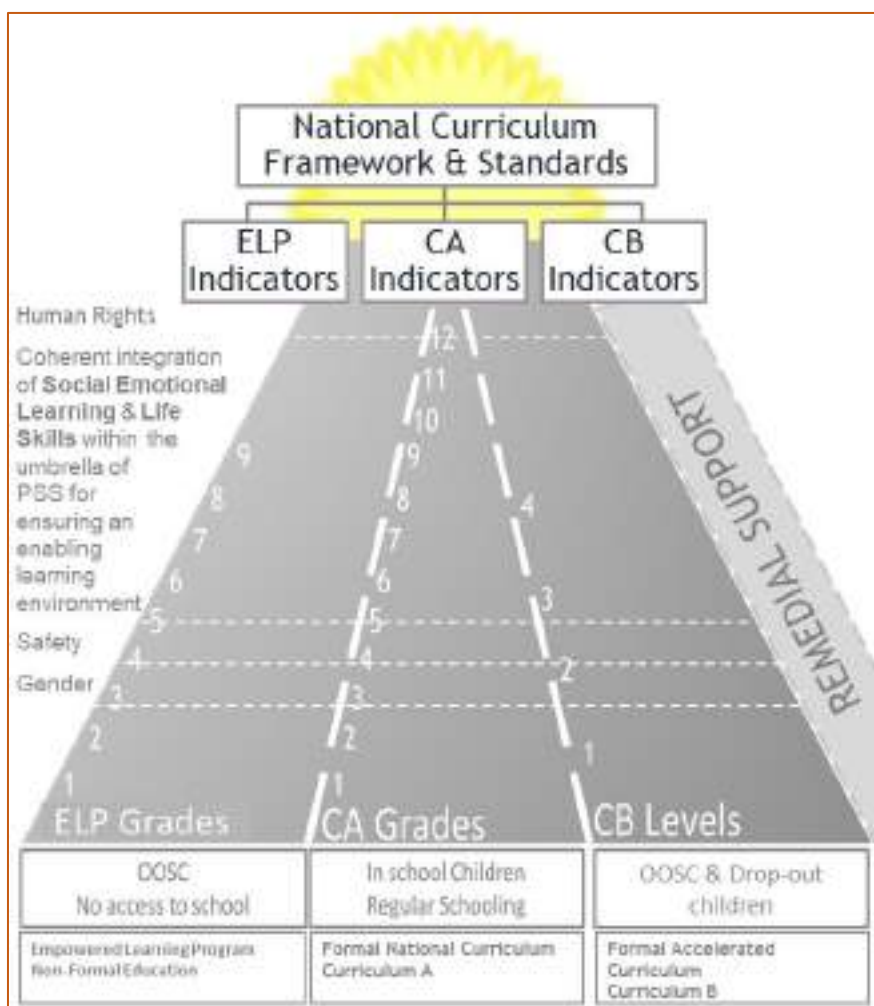 National Curriculum
Framework & Standards
ELP
Indicators
CA
Indicators
CB
Indicators
Human Rights
Coherent integration
of Social Emotional
Learning & Life
Skills within the
umbrella of
PSS for
ensuring an
enabling
learning
environment
Safety
Gender
9
8
7
6
5
4
3
2
1
12
11
10
9
8
7
6
5
4
3
2
1
4
3
2
1
REMEDIAL SUPPORT
ELP Grades
CA Grades
CB Levels
OOSC
No access to school
In school Children
Regular Schooling
OOSC & Drop-out
children
Empowered Learning Program
Non-Formal Education
Formal National Curriculum
Curriculum A
Formal Accelerated
Curriculum
Curriculum B